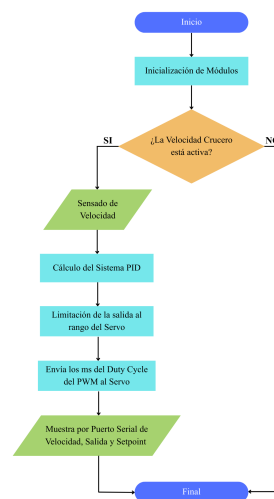 Inicio
Inicialización de Módulos
¿La Velocidad Crucero
está activa?
SI
NO
Sensado de
Velocidad
Cálculo del Sistema PID
Limitación de la salida al
rango del Servo
Envía los ms del Duty Cycle
del PWM al Servo
Muestra por Puerto Serial de
Velocidad, Salida y Setpoint
Final